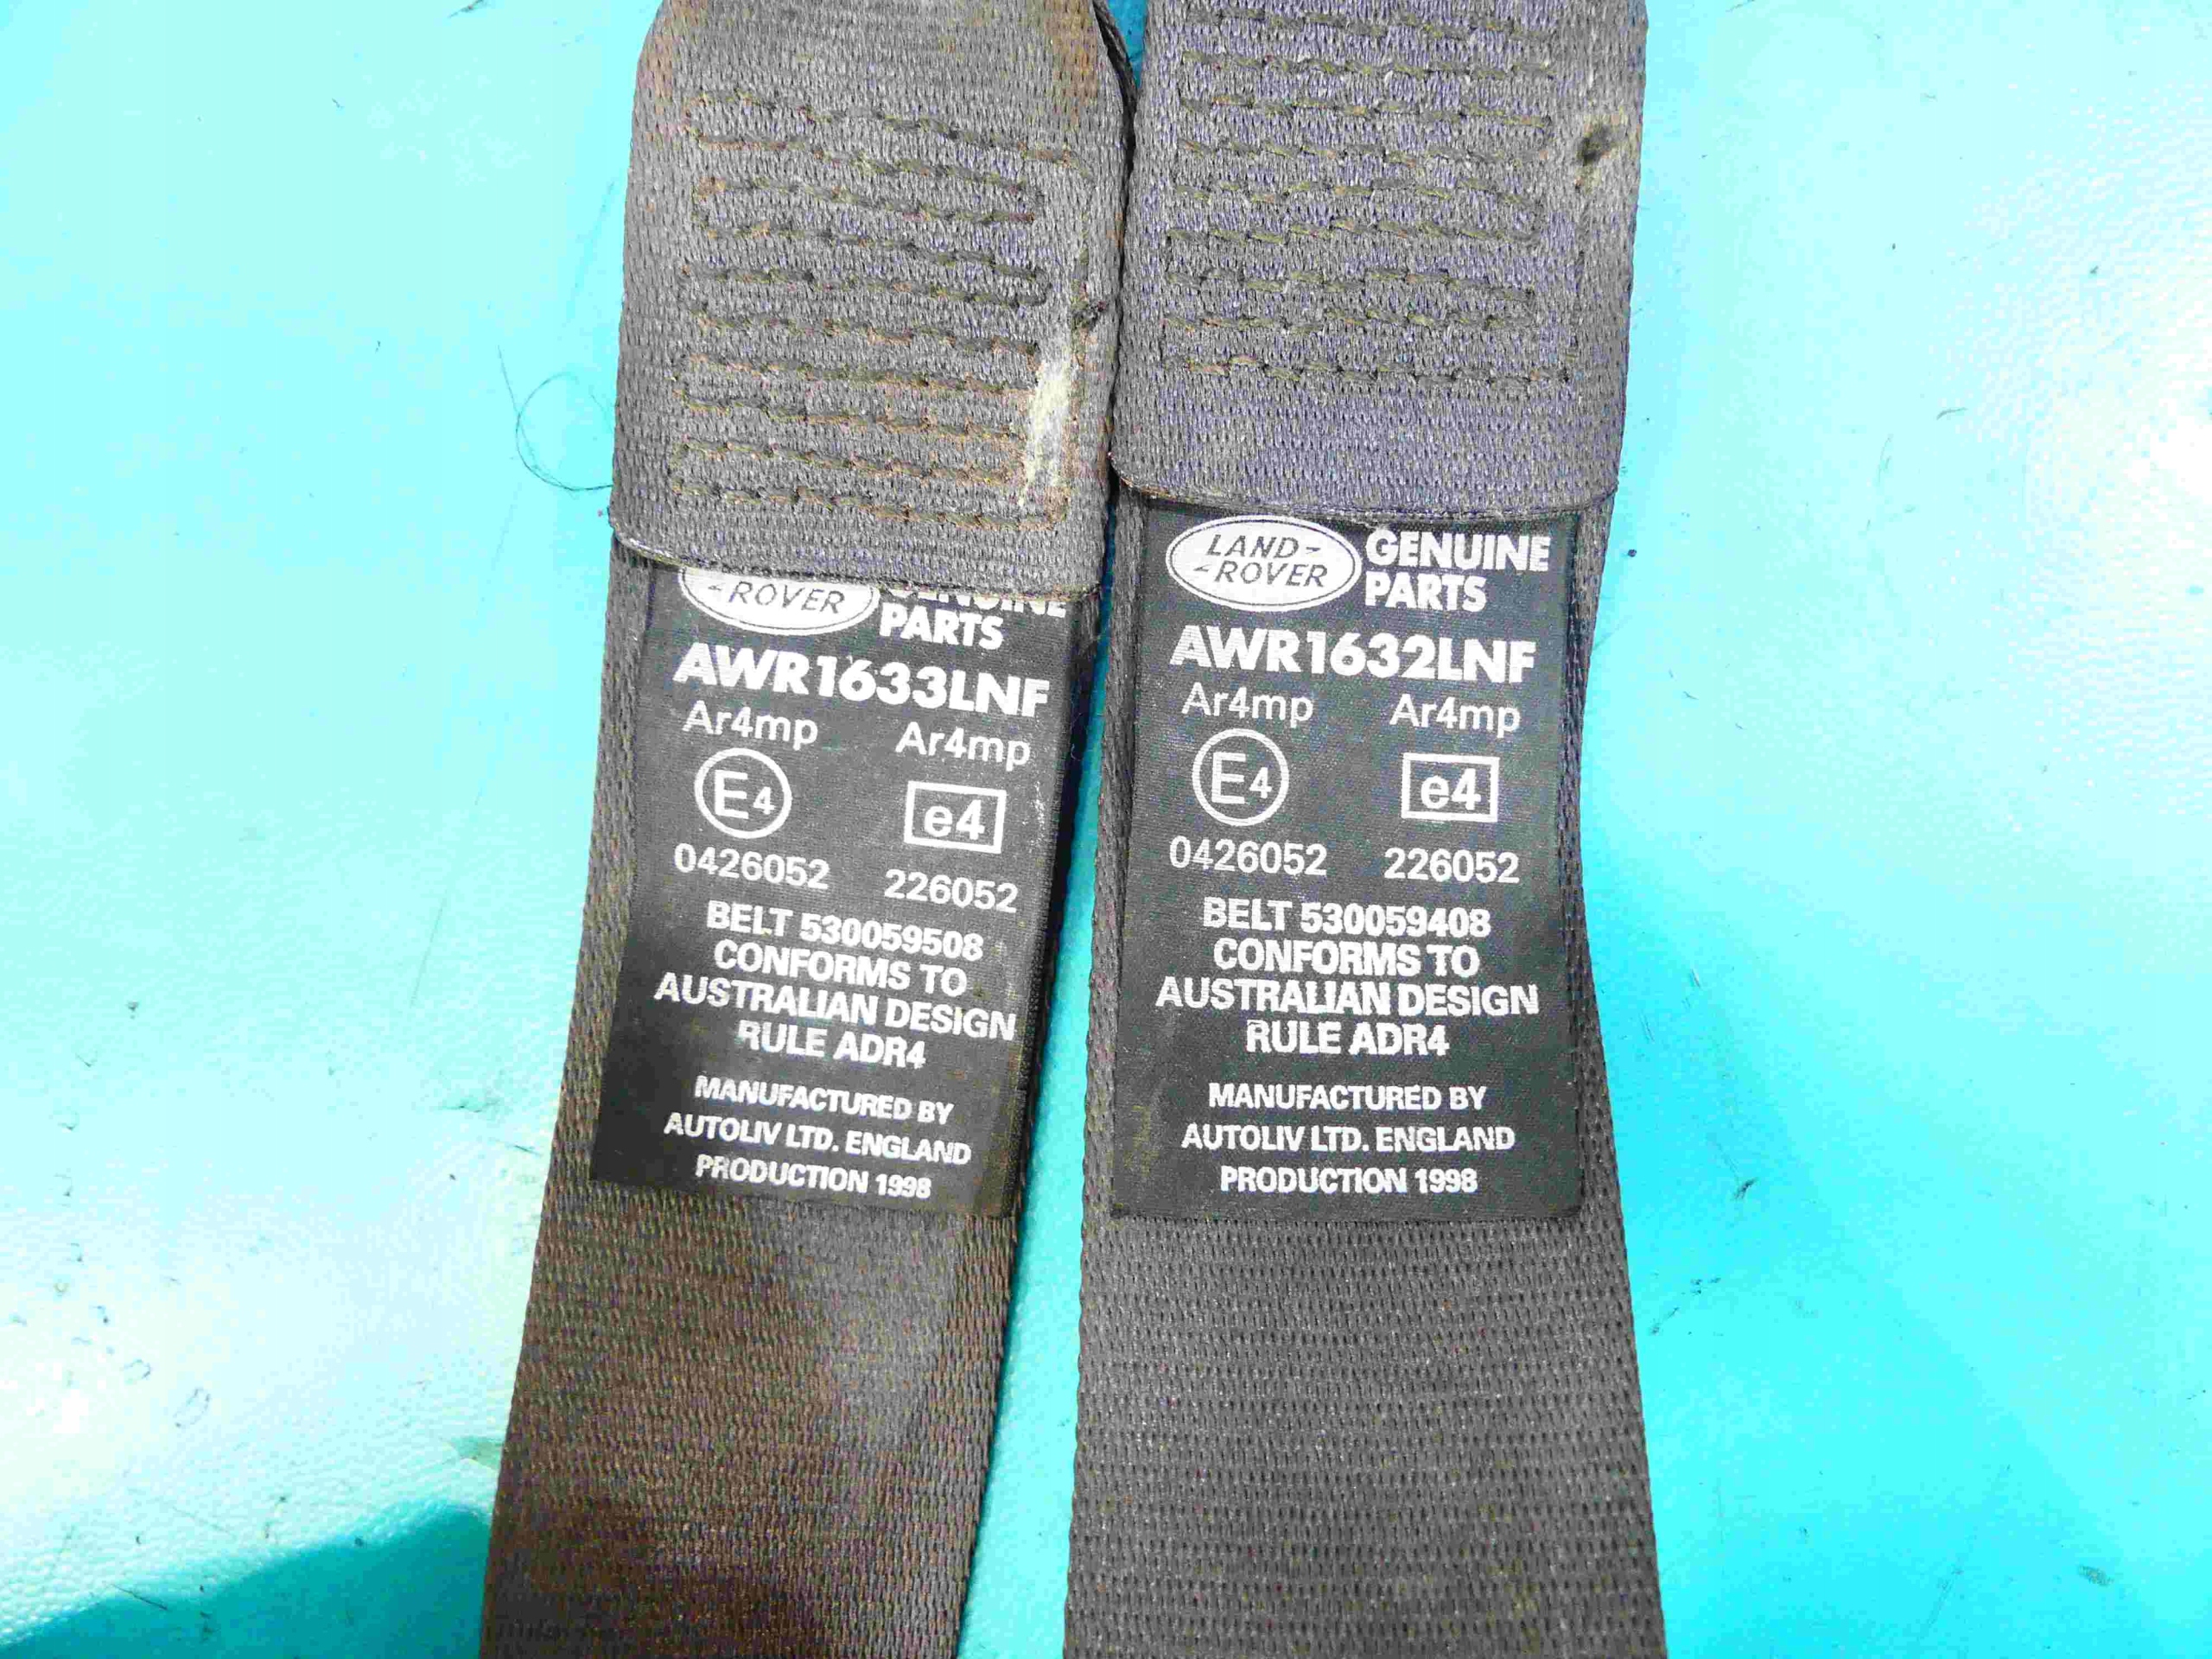 ROVER
GENUINE
PARTS
AWR1633LNF
Ar4mp Ar4mp
E4 e4
0426052 226052
BELT 530059508
CONFORMS TO
AUSTRALIAN DESIGN
RULE ADR4
MANUFACTURED BY
AUTOLIV LTD. ENGLAND
PRODUCTION 1998
LAND-
ROVER
GENUINE
PARTS
AWR1632LNF
Ar4mp Ar4mp
E4 e4
0426052 226052
BELT 530059408
CONFORMS TO
AUSTRALIAN DESIGN
RULE ADR4
MANUFACTURED BY
AUTOLIV LTD. ENGLAND
PRODUCTION 1998